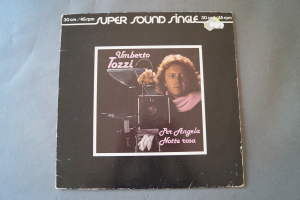 30 cm / 45 rpm SUPER SOUND SINGLE 30 cm / 45 rpm
Umberto
Tozzi
Per Angela
Notte rosa